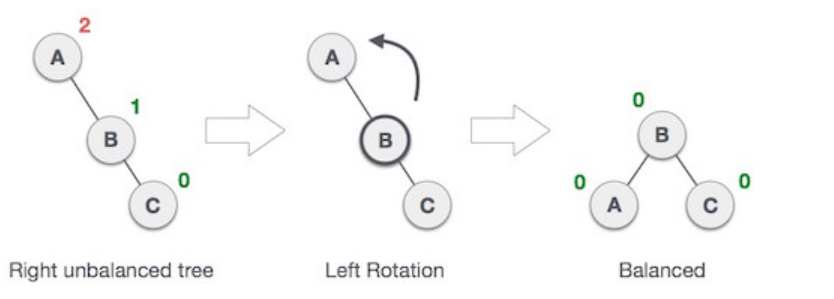 A 2
B 1
C 0
Right unbalanced tree
A
B
C
Left Rotation
B 0
A 0
C 0
Balanced